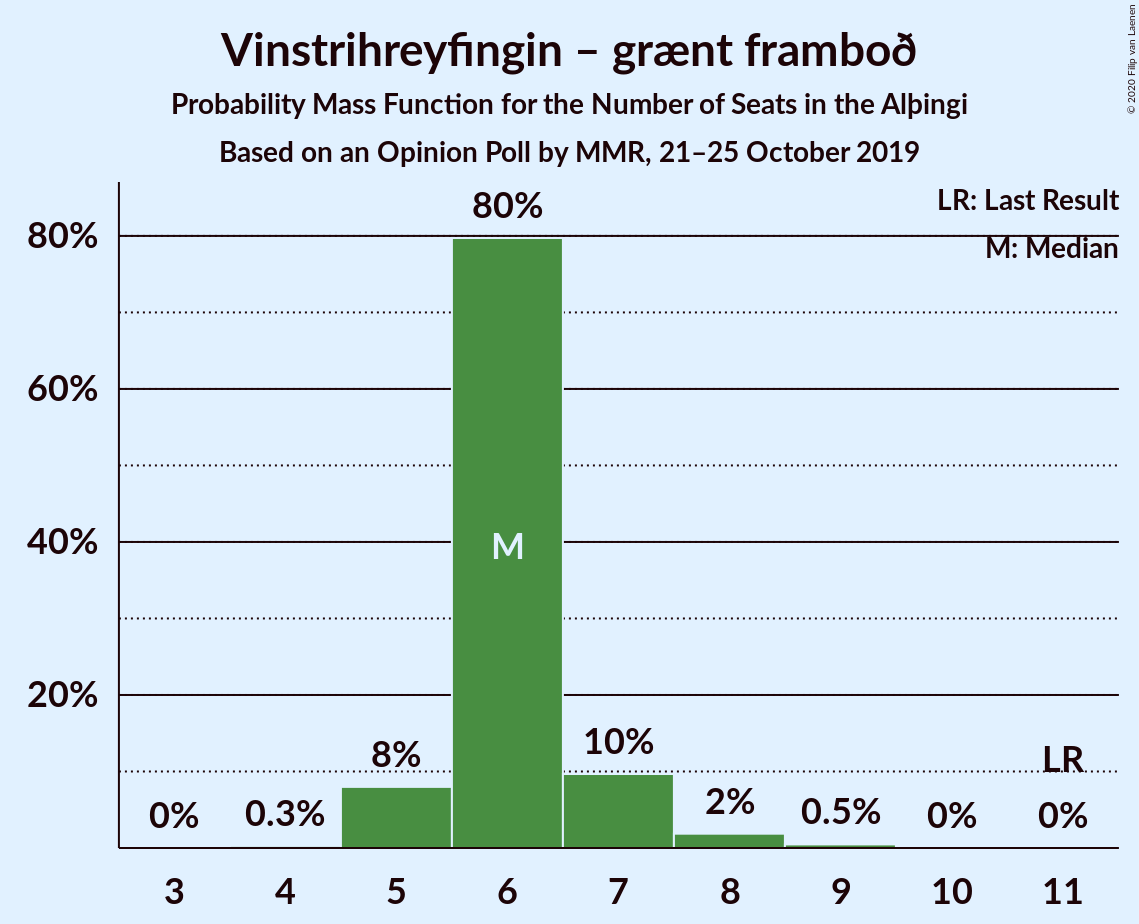 Vinstrihreyfingin – grænt framboð
Probability Mass Function for the Number of Seats in the Alþingi
Based on an Opinion Poll by MMR, 21–25 October 2019
© 2020 Filip van Laenen
LR: Last Result
M: Median
80%
60%
40%
20%
0%
0.3%
8%
80%
M
10%
2%
0.5%
0%
LR
0%
3 4 5 6 7 8 9 10 11